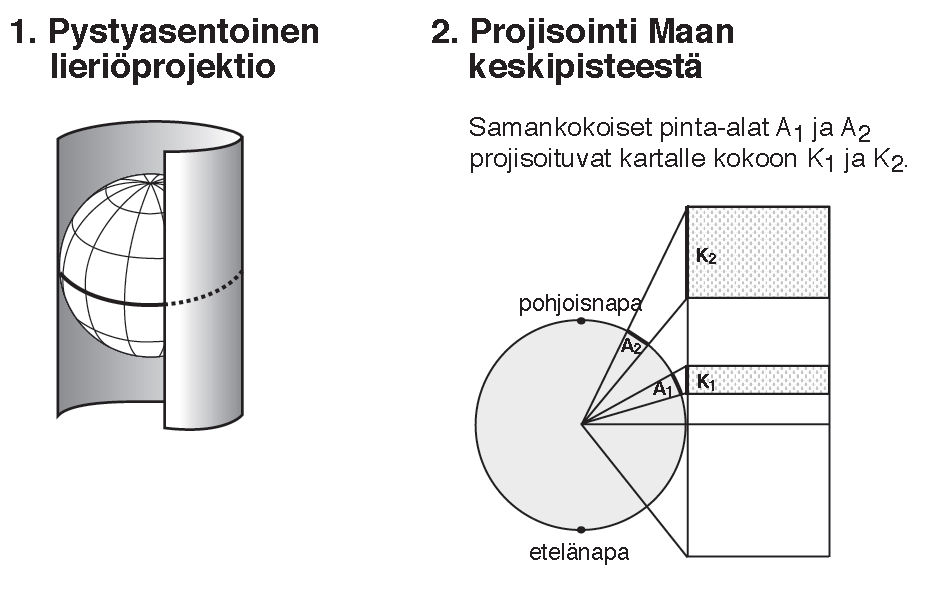 1. Pystyasentoinen
lieriöprojektio
2. Projisointi Maan
keskipisteestä
Samankokoiset pinta-alat A1 ja A2
projisoituvat kartalle kokoon K1 ja K2.
K2
pohjoisnapa
A2
A1
K1
etelänapa